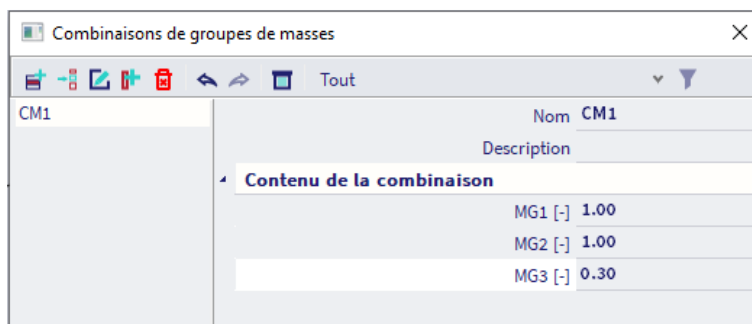 Combinaisons de groupes de masses
Tout
CM1
Nom CM1
Description
Contenu de la combinaison
MG1 [-] 1.00
MG2 [-] 1.00
MG3 [-] 0.30